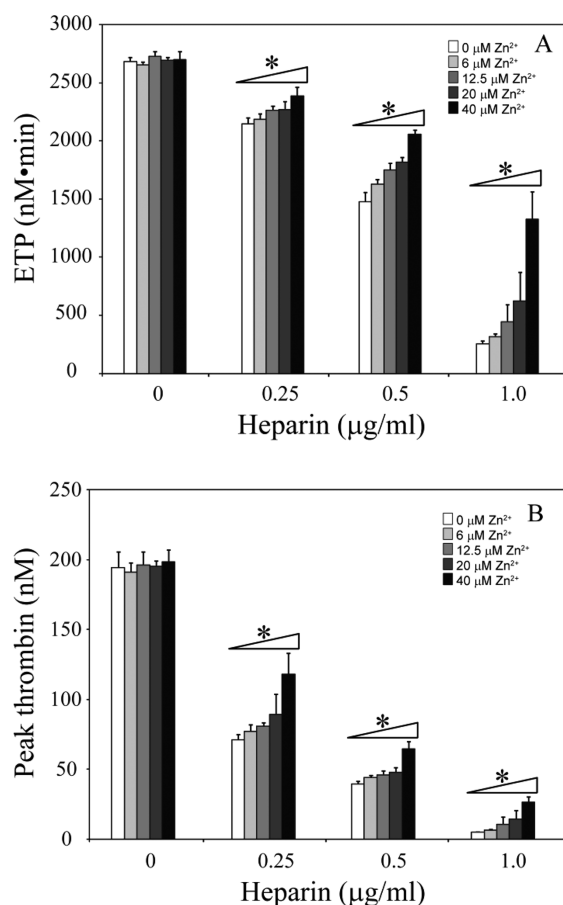 3000
2500
2000
1500
1000
500
0
ETP (nM•min)
A
0 μM Zn²⁺
6 μM Zn²⁺
12.5 μM Zn²⁺
20 μM Zn²⁺
40 μM Zn²⁺
*
*
*
0 0.25 0.5 1.0
Heparin (μg/ml)
250
200
150
100
50
0
Peak thrombin (nM)
B
0 μM Zn²⁺
6 μM Zn²⁺
12.5 μM Zn²⁺
20 μM Zn²⁺
40 μM Zn²⁺
*
*
*
0 0.25 0.5 1.0
Heparin (μg/ml)